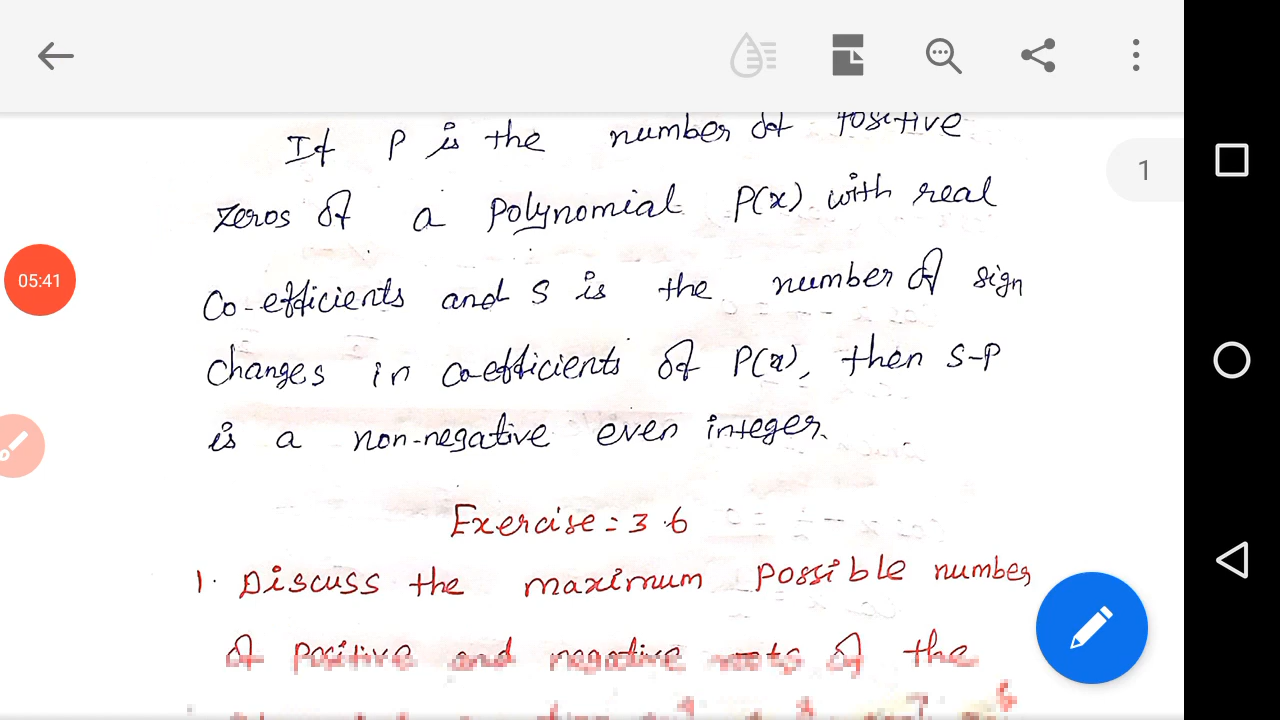 1
05:41
If P is the number of positive
zeros of a polynomial P(x) with real
co-efficients and S is the number of sign
changes in co-efficients of P(x), then S-P
is a non-negative even integer.
Exercise = 3.6
1. Discuss the maximum possible number
of positive and negative roots of the